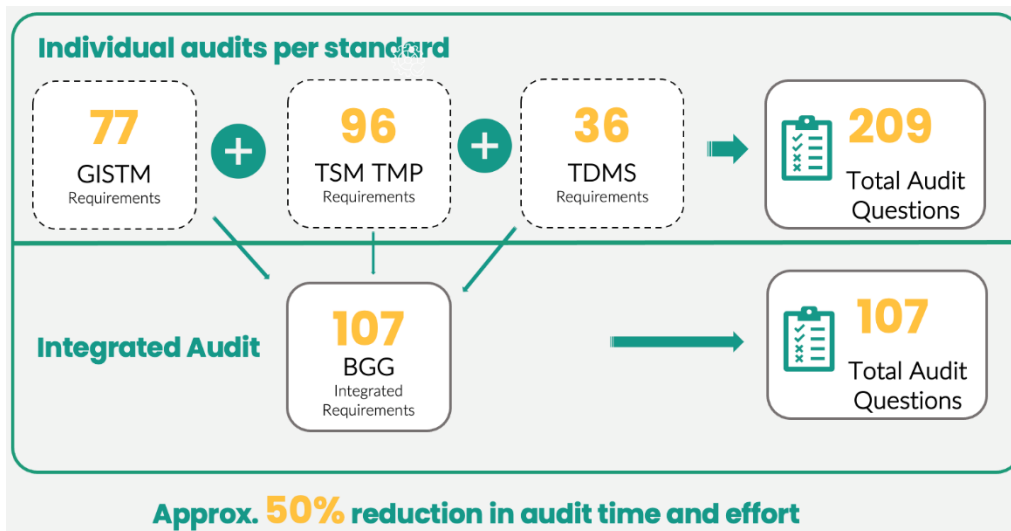 Individual audits per standard
77
GISTM
Requirements
+
96
TSM TMP
Requirements
+
36
TDMS
Requirements
209
Total Audit
Questions
Integrated Audit
107
BGG
Integrated
Requirements
107
Total Audit
Questions
Approx. 50% reduction in audit time and effort